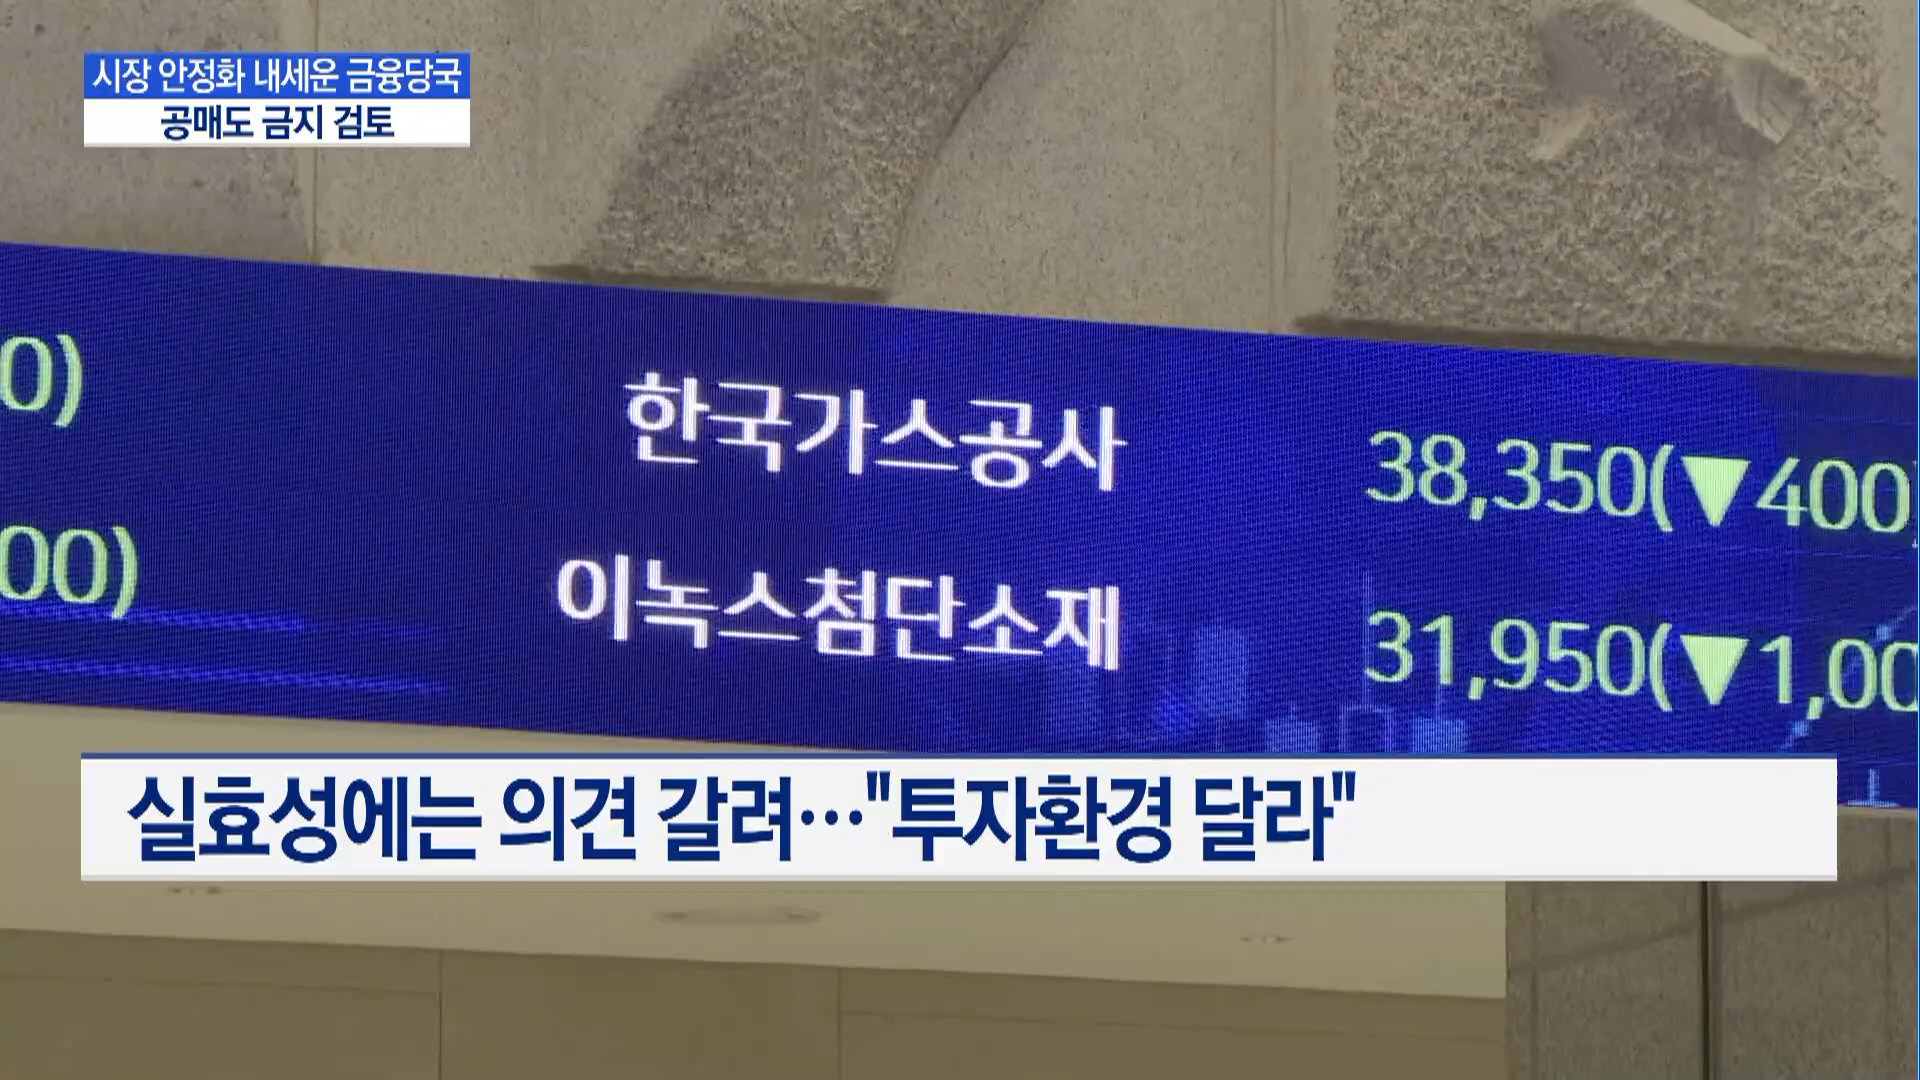 시장 안정화 내세운 금융당국
공매도 금지 검토
0)
한국가스공사 38,350(▼400)
00)
이녹스첨단소재 31,950(▼1,00
실효성에는 의견 갈려…"투자환경 달라"